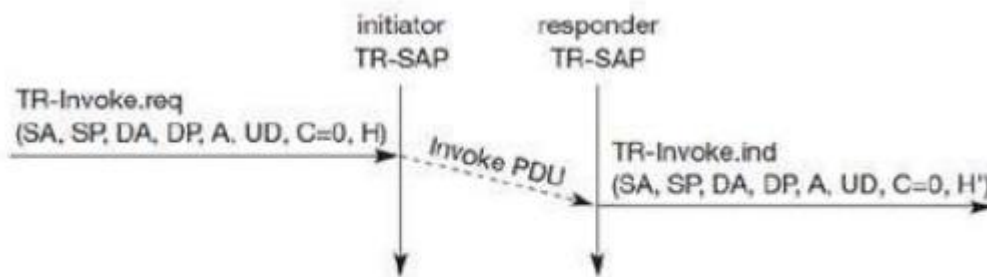 initiator
TR-SAP
responder
TR-SAP
TR-Invoke.req
(SA, SP, DA, DP, A, UD, C=0, H)
Invoke PDU
TR-Invoke.ind
(SA, SP, DA, DP, A, UD, C=0, H')